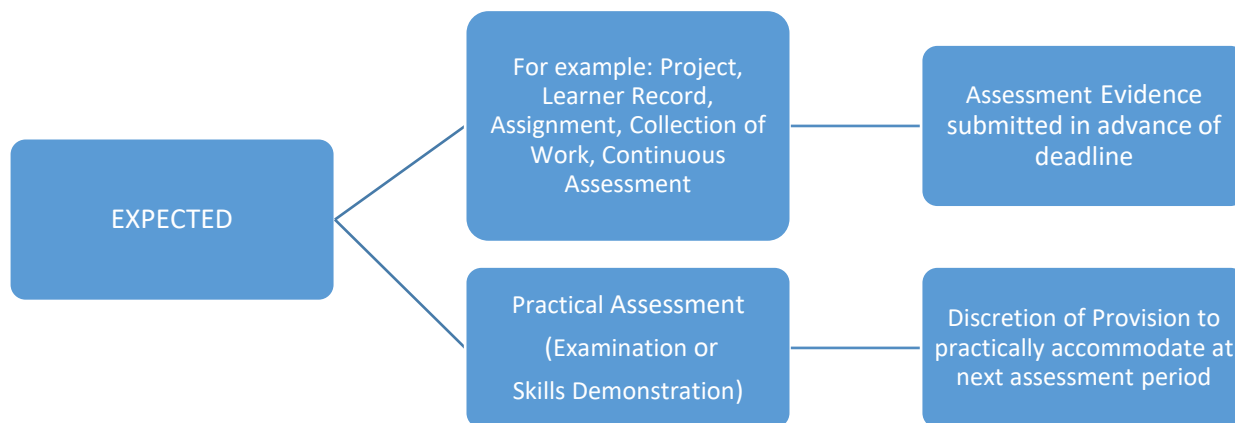 EXPECTED
For example: Project,
Learner Record,
Assignment, Collection of
Work, Continuous
Assessment
Assessment Evidence
submitted in advance of
deadline
Practical Assessment
(Examination or
Skills Demonstration)
Discretion of Provision to
practically accommodate at
next assessment period